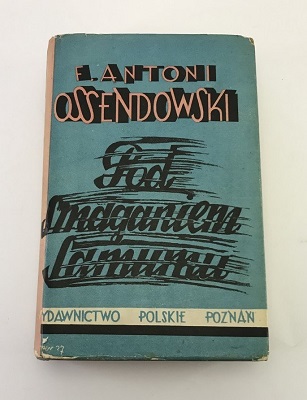 F. ANTONI
OSSENDOWSKI
Pod
Smaganiem
Samumu
YDAWNICTWO POLSKIE POZNAŃ